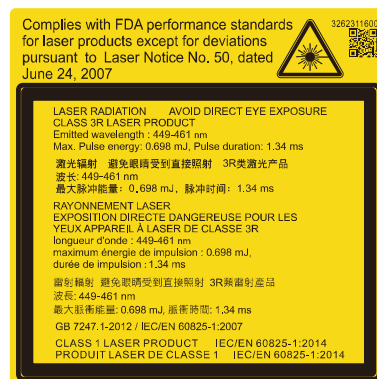 Complies with FDA performance standards
for laser products except for deviations
pursuant to Laser Notice No. 50, dated
June 24, 2007
3262311600
LASER RADIATION AVOID DIRECT EYE EXPOSURE
CLASS 3R LASER PRODUCT
Emitted wavelength : 449-461 nm
Max. Pulse energy: 0.698 mJ, Pulse duration: 1.34 ms
激光辐射 避免眼睛受到直接照射 3R类激光产品
波长: 449-461 nm
最大脉冲能量: 0.698 mJ, 脉冲时间: 1.34 ms
RAYONNEMENT LASER
EXPOSITION DIRECTE DANGEREUSE POUR LES
YEUX APPAREIL À LASER DE CLASSE 3R
longueur d'onde : 449-461 nm
maximum énergie de impulsion : 0.698 mJ,
durée de impulsion : 1.34 ms
雷射輻射 避免眼睛受到直接照射 3R類雷射產品
波長: 449-461 nm
最大脈衝能量: 0.698 mJ, 脈衝時間: 1,34 ms
GB 7247.1-2012 / IEC/EN 60825-1:2007
CLASS 1 LASER PRODUCT IEC/EN 60825-1:2014
PRODUIT LASER DE CLASSE 1 IEC/EN 60825-1:2014